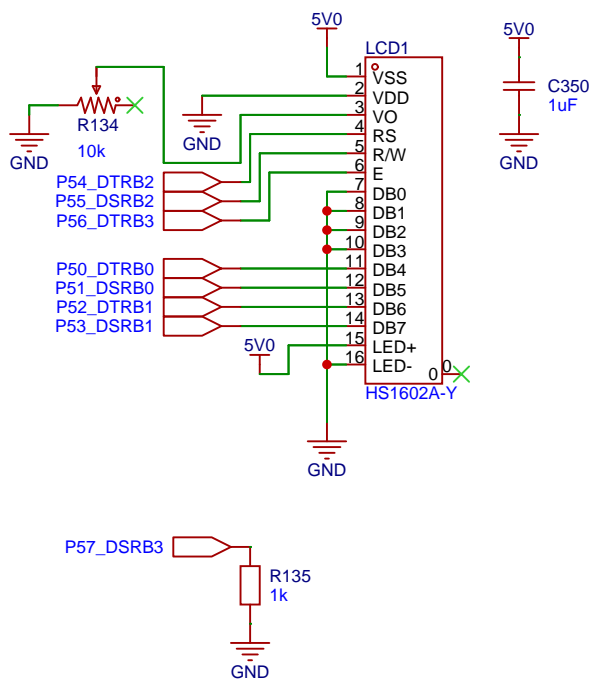 5V0
LCD1
1 VSS
2 VDD
3 VO
4 RS
5 R/W
6 E
7 DB0
8 DB1
9 DB2
10 DB3
11 DB4
12 DB5
13 DB6
14 DB7
15 LED+
16 LED-
0 0
HS1602A-Y
5V0
C350
1uF
GND
R134
10k
GND
GND
P54_DTRB2
P55_DSRB2
P56_DTRB3
P50_DTRB0
P51_DSRB0
P52_DTRB1
P53_DSRB1
5V0
GND
P57_DSRB3
R135
1k
GND